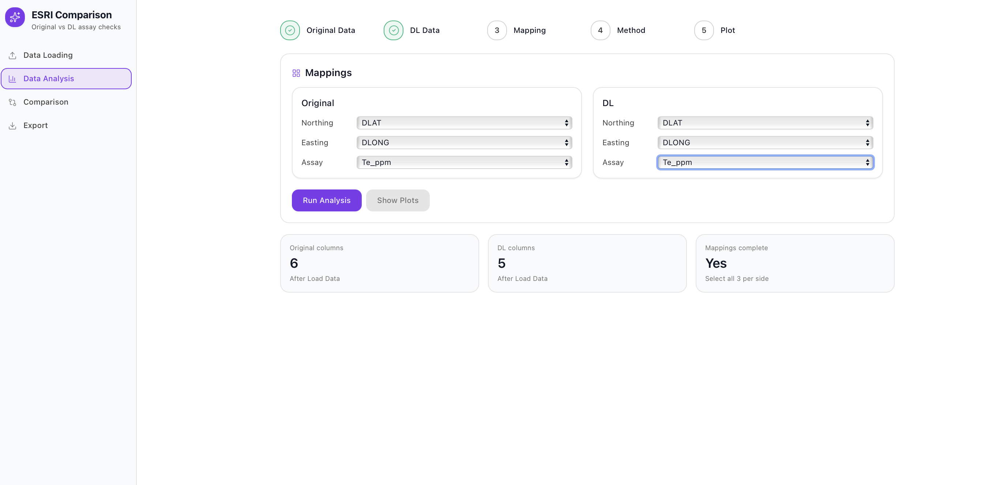 ESRI Comparison
Original vs DL assay checks
Data Loading
Data Analysis
Comparison
Export
Original Data
DL Data
3 Mapping
4 Method
5 Plot
Mappings
Original
Northing DLAT
Easting DLONG
Assay Te_ppm
DL
Northing DLAT
Easting DLONG
Assay Te_ppm
Run Analysis
Show Plots
Original columns
6
After Load Data
DL columns
5
After Load Data
Mappings complete
Yes
Select all 3 per side